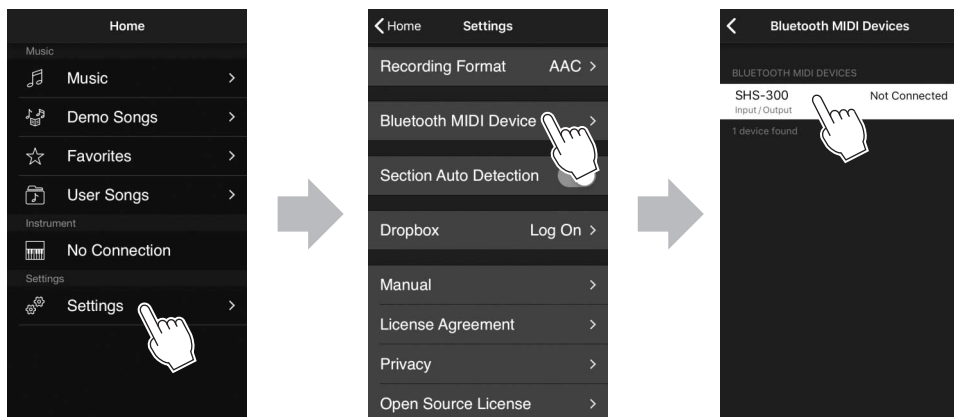 Home
Music
Music
Demo Songs
Favorites
User Songs
Instrument
No Connection
Settings
Settings
Home Settings
Recording Format AAC
Bluetooth MIDI Device
Section Auto Detection
Dropbox Log On
Manual
License Agreement
Privacy
Open Source License
Bluetooth MIDI Devices
BLUETOOTH MIDI DEVICES
SHS-300 Not Connected
Input / Output
1 device found